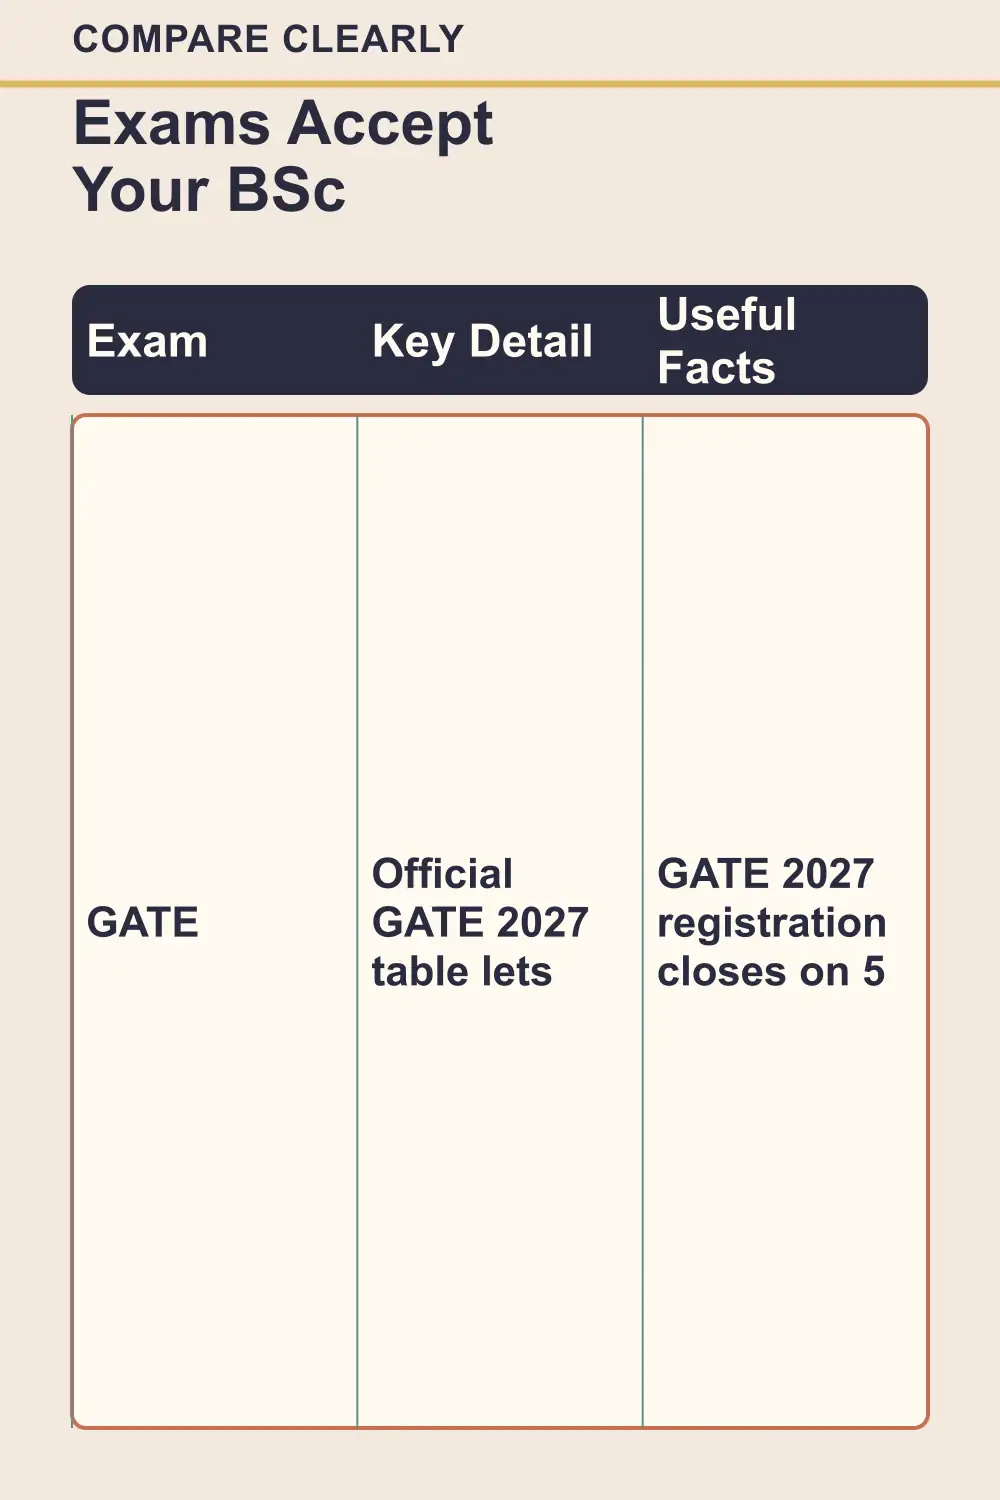 COMPARE CLEARLY
Exams Accept
Your BSc
Exam
Key Detail
Useful
Facts
GATE
Official
GATE 2027
table lets
GATE 2027
registration
closes on 5